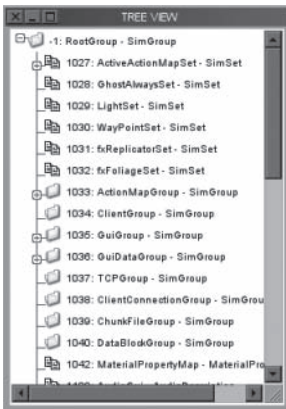 TREE VIEW
-1: RootGroup - SimGroup
1027: ActiveActionMapSet - SimSet
1028: GhostAlwaysSet - SimSet
1029: LightSet - SimSet
1030: WayPointSet - SimSet
1031: fxReplicatorSet - SimSet
1032: fxFoliageSet - SimSet
1033: ActionMapGroup - SimGroup
1034: ClientGroup - SimGroup
1035: GuiGroup - SimGroup
1036: GuiDataGroup - SimGroup
1037: TCPGroup - SimGroup
1038: ClientConnectionGroup - SimGrou
1039: ChunkFileGroup - SimGroup
1040: DataBlockGroup - SimGroup
1042: MaterialPropertyMap - MaterialPro